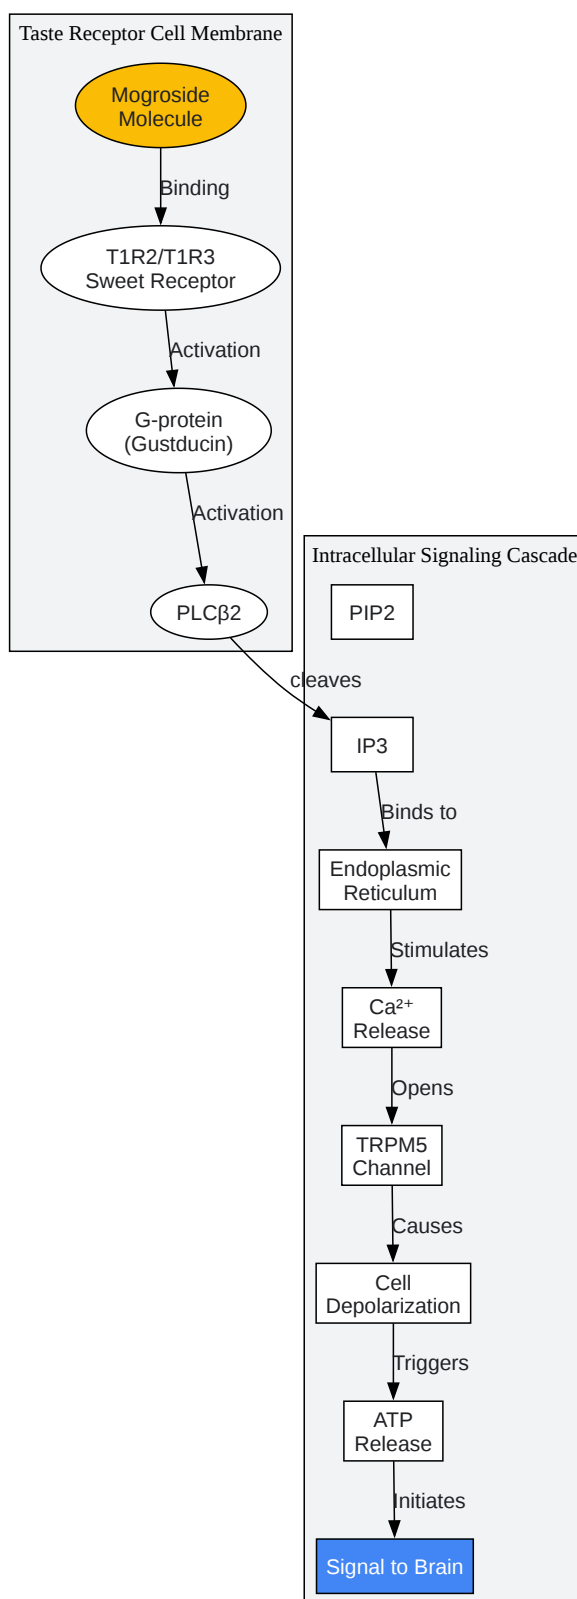 Taste Receptor Cell Membrane
Mogroside
Molecule
Binding
T1R2/T1R3
Sweet Receptor
Activation
G-protein
(Gustducin)
Activation
PLCβ2
Intracellular Signaling Cascade
PIP2
cleaves
IP3
Binds to
Endoplasmic
Reticulum
Stimulates
Ca²⁺
Release
Opens
TRPM5
Channel
Causes
Cell
Depolarization
Triggers
ATP
Release
Initiates
Signal to Brain